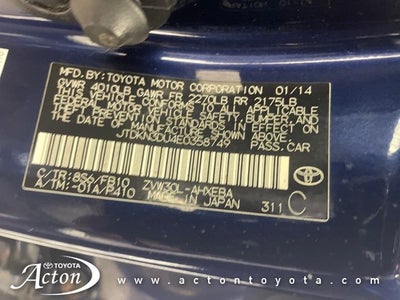 MFD. BY: TOYOTA MOTOR CORPORATION 01/14
GVWR 4010LB GAWR FR 2270LB RR 2175LB
THIS VEHICLE CONFORMS TO ALL APPLICABLE
FEDERAL MOTOR VEHICLE SAFETY, BUMPER, AND
THEFT PREVENTION STANDARDS IN EFFECT ON
THE DATE OF MANUFACTURE SHOWN ABOVE.
JTDKN3DU4E0358749 PASS.CAR
C/TR: 8S6/FB10 ZVW30L-AHXEBA
A/TM: -01A/P410 MADE IN JAPAN 311 C
TOYOTA
Acton
www.actontoyota.com